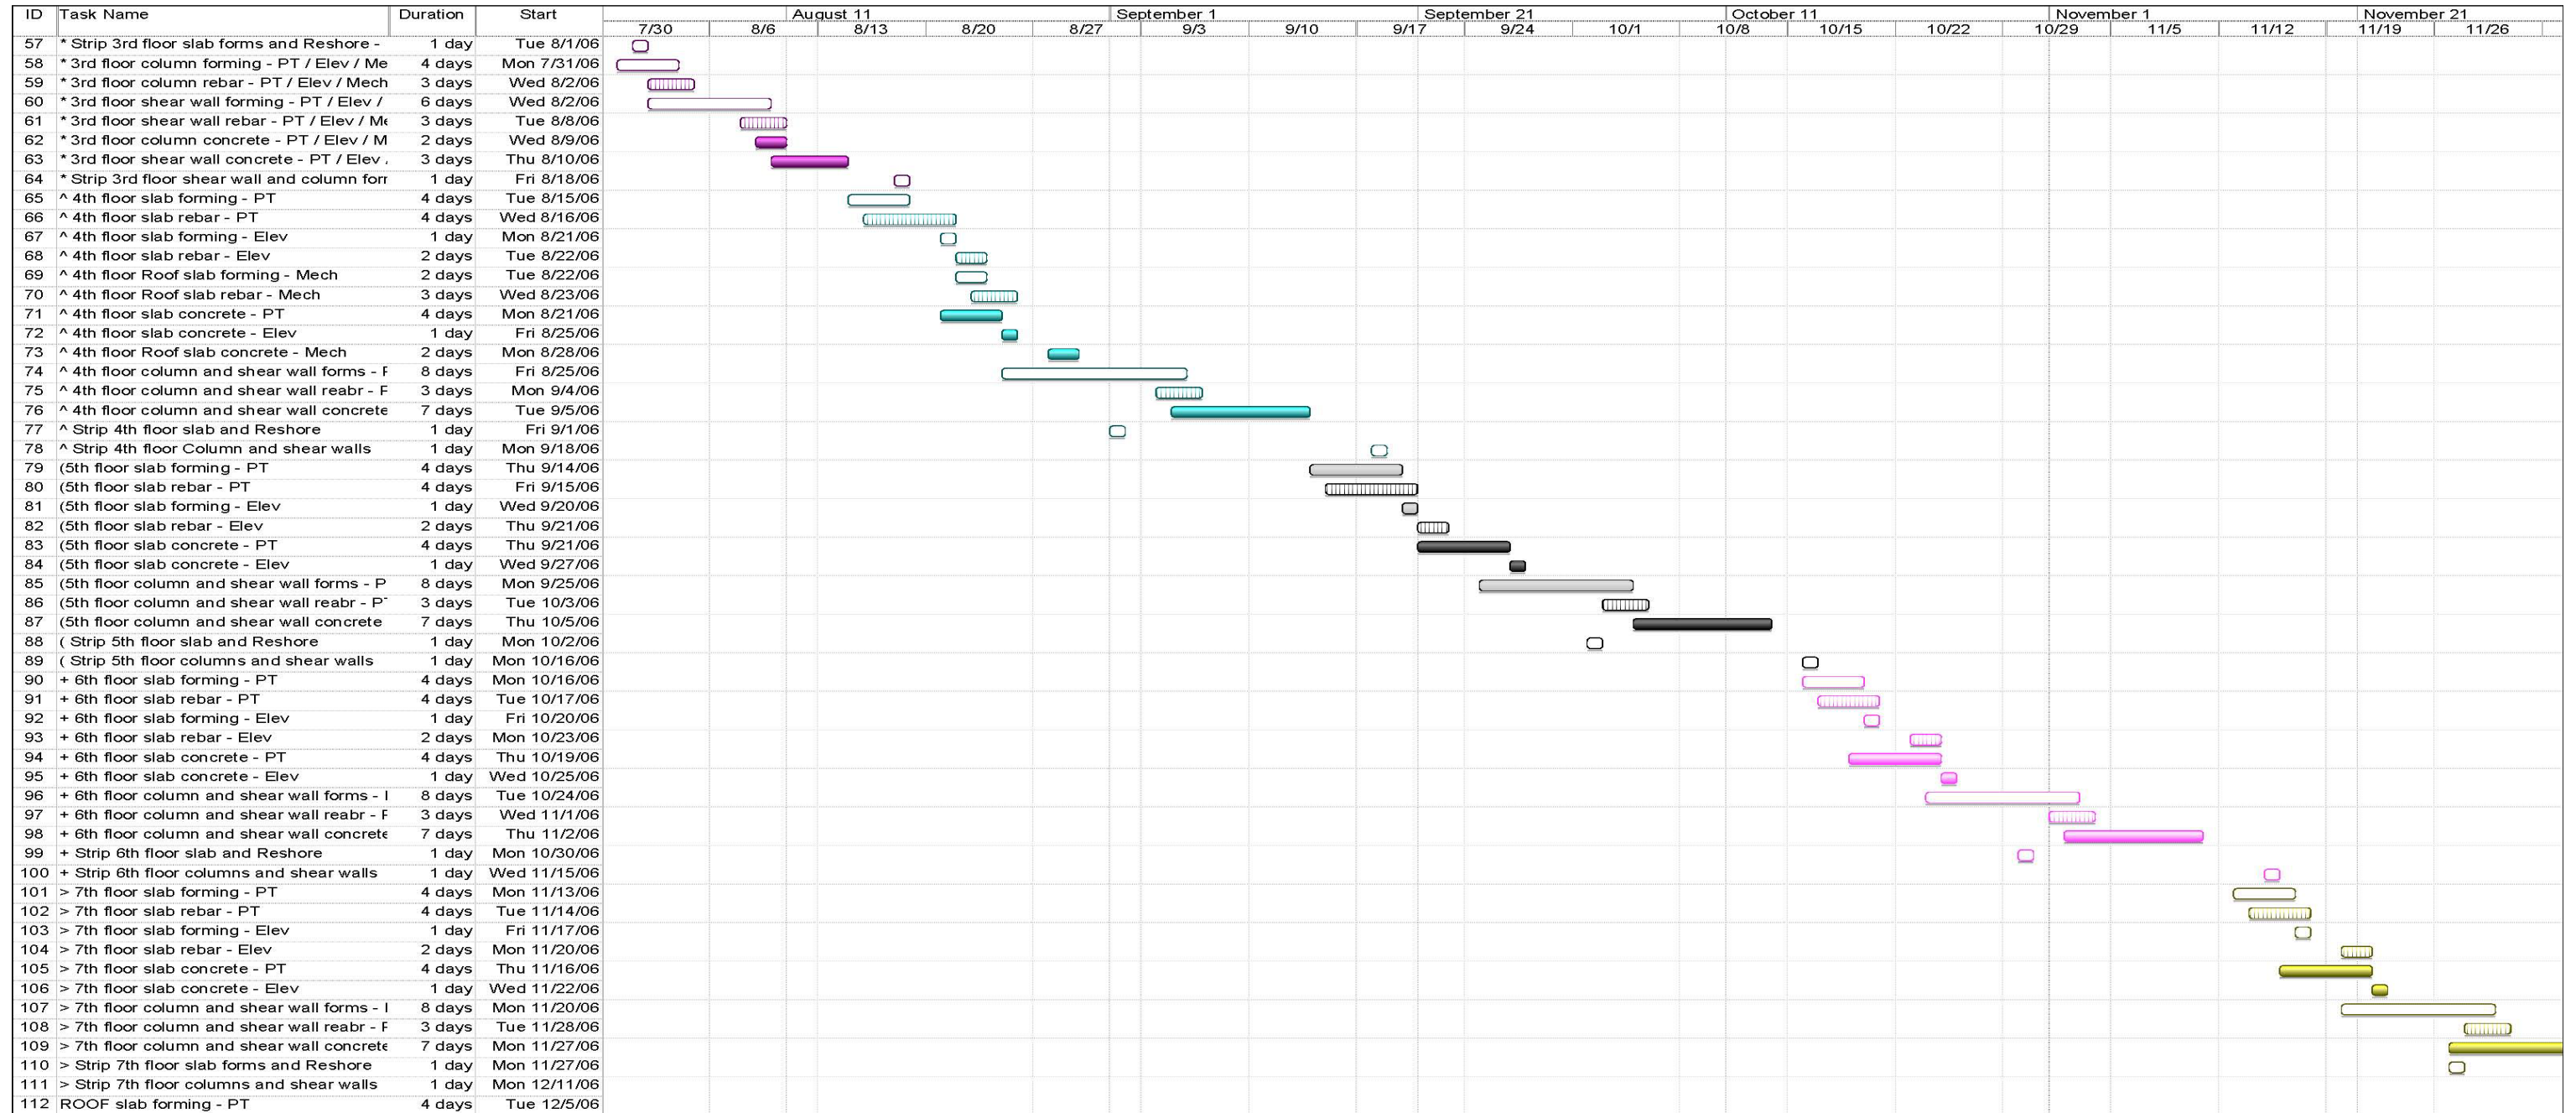 ID Task Name Duration Start August 11 September 1 September 21 October 11 November 1 November 21
7/30 8/6 8/13 8/20 8/27 9/3 9/10 9/17 9/24 10/1 10/8 10/15 10/22 10/29 11/5 11/12 11/19 11/26
57 * Strip 3rd floor slab forms and Reshore - 1 day Tue 8/1/06
58 * 3rd floor column forming - PT / Elev / Me 4 days Mon 7/31/06
59 * 3rd floor column rebar - PT / Elev / Mech 3 days Wed 8/2/06
60 * 3rd floor shear wall forming - PT / Elev / 6 days Wed 8/2/06
61 * 3rd floor shear wall rebar - PT / Elev / Me 3 days Tue 8/8/06
62 * 3rd floor column concrete - PT / Elev / M 2 days Wed 8/9/06
63 * 3rd floor shear wall concrete - PT / Elev 3 days Thu 8/10/06
64 * Strip 3rd floor shear wall and column forr 1 day Fri 8/18/06
65 ^ 4th floor slab forming - PT 4 days Tue 8/15/06
66 ^ 4th floor slab rebar - PT 4 days Wed 8/16/06
67 ^ 4th floor slab forming - Elev 1 day Mon 8/21/06
68 ^ 4th floor slab rebar - Elev 2 days Tue 8/22/06
69 ^ 4th floor Roof slab forming - Mech 2 days Tue 8/22/06
70 ^ 4th floor Roof slab rebar - Mech 3 days Wed 8/23/06
71 ^ 4th floor slab concrete - PT 4 days Mon 8/21/06
72 ^ 4th floor slab concrete - Elev 1 day Fri 8/25/06
73 ^ 4th floor Roof slab concrete - Mech 2 days Mon 8/28/06
74 ^ 4th floor column and shear wall forms - F 8 days Fri 8/25/06
75 ^ 4th floor column and shear wall reabr - F 3 days Mon 9/4/06
76 ^ 4th floor column and shear wall concrete 7 days Tue 9/5/06
77 ^ Strip 4th floor slab and Reshore 1 day Fri 9/1/06
78 ^ Strip 4th floor Column and shear walls 1 day Mon 9/18/06
79 (5th floor slab forming - PT 4 days Thu 9/14/06
80 (5th floor slab rebar - PT 4 days Fri 9/15/06
81 (5th floor slab forming - Elev 1 day Wed 9/20/06
82 (5th floor slab rebar - Elev 2 days Thu 9/21/06
83 (5th floor slab concrete - PT 4 days Thu 9/21/06
84 (5th floor slab concrete - Elev 1 day Wed 9/27/06
85 (5th floor column and shear wall forms - P 8 days Mon 9/25/06
86 (5th floor column and shear wall reabr - PT 3 days Tue 10/3/06
87 (5th floor column and shear wall concrete 7 days Thu 10/5/06
88 ( Strip 5th floor slab and Reshore 1 day Mon 10/2/06
89 ( Strip 5th floor columns and shear walls 1 day Mon 10/16/06
90 + 6th floor slab forming - PT 4 days Mon 10/16/06
91 + 6th floor slab rebar - PT 4 days Tue 10/17/06
92 + 6th floor slab forming - Elev 1 day Fri 10/20/06
93 + 6th floor slab rebar - Elev 2 days Mon 10/23/06
94 + 6th floor slab concrete - PT 4 days Thu 10/19/06
95 + 6th floor slab concrete - Elev 1 day Wed 10/25/06
96 + 6th floor column and shear wall forms - I 8 days Tue 10/24/06
97 + 6th floor column and shear wall reabr - F 3 days Wed 11/1/06
98 + 6th floor column and shear wall concrete 7 days Thu 11/2/06
99 + Strip 6th floor slab and Reshore 1 day Mon 10/30/06
100 + Strip 6th floor columns and shear walls 1 day Wed 11/15/06
101 > 7th floor slab forming - PT 4 days Mon 11/13/06
102 > 7th floor slab rebar - PT 4 days Tue 11/14/06
103 > 7th floor slab forming - Elev 1 day Fri 11/17/06
104 > 7th floor slab rebar - Elev 2 days Mon 11/20/06
105 > 7th floor slab concrete - PT 4 days Thu 11/16/06
106 > 7th floor slab concrete - Elev 1 day Wed 11/22/06
107 > 7th floor column and shear wall forms - I 8 days Mon 11/20/06
108 > 7th floor column and shear wall reabr - F 3 days Tue 11/28/06
109 > 7th floor column and shear wall concrete 7 days Mon 11/27/06
110 > Strip 7th floor slab forms and Reshore 1 day Mon 11/27/06
111 > Strip 7th floor columns and shear walls 1 day Mon 12/11/06
112 ROOF slab forming - PT 4 days Tue 12/5/06